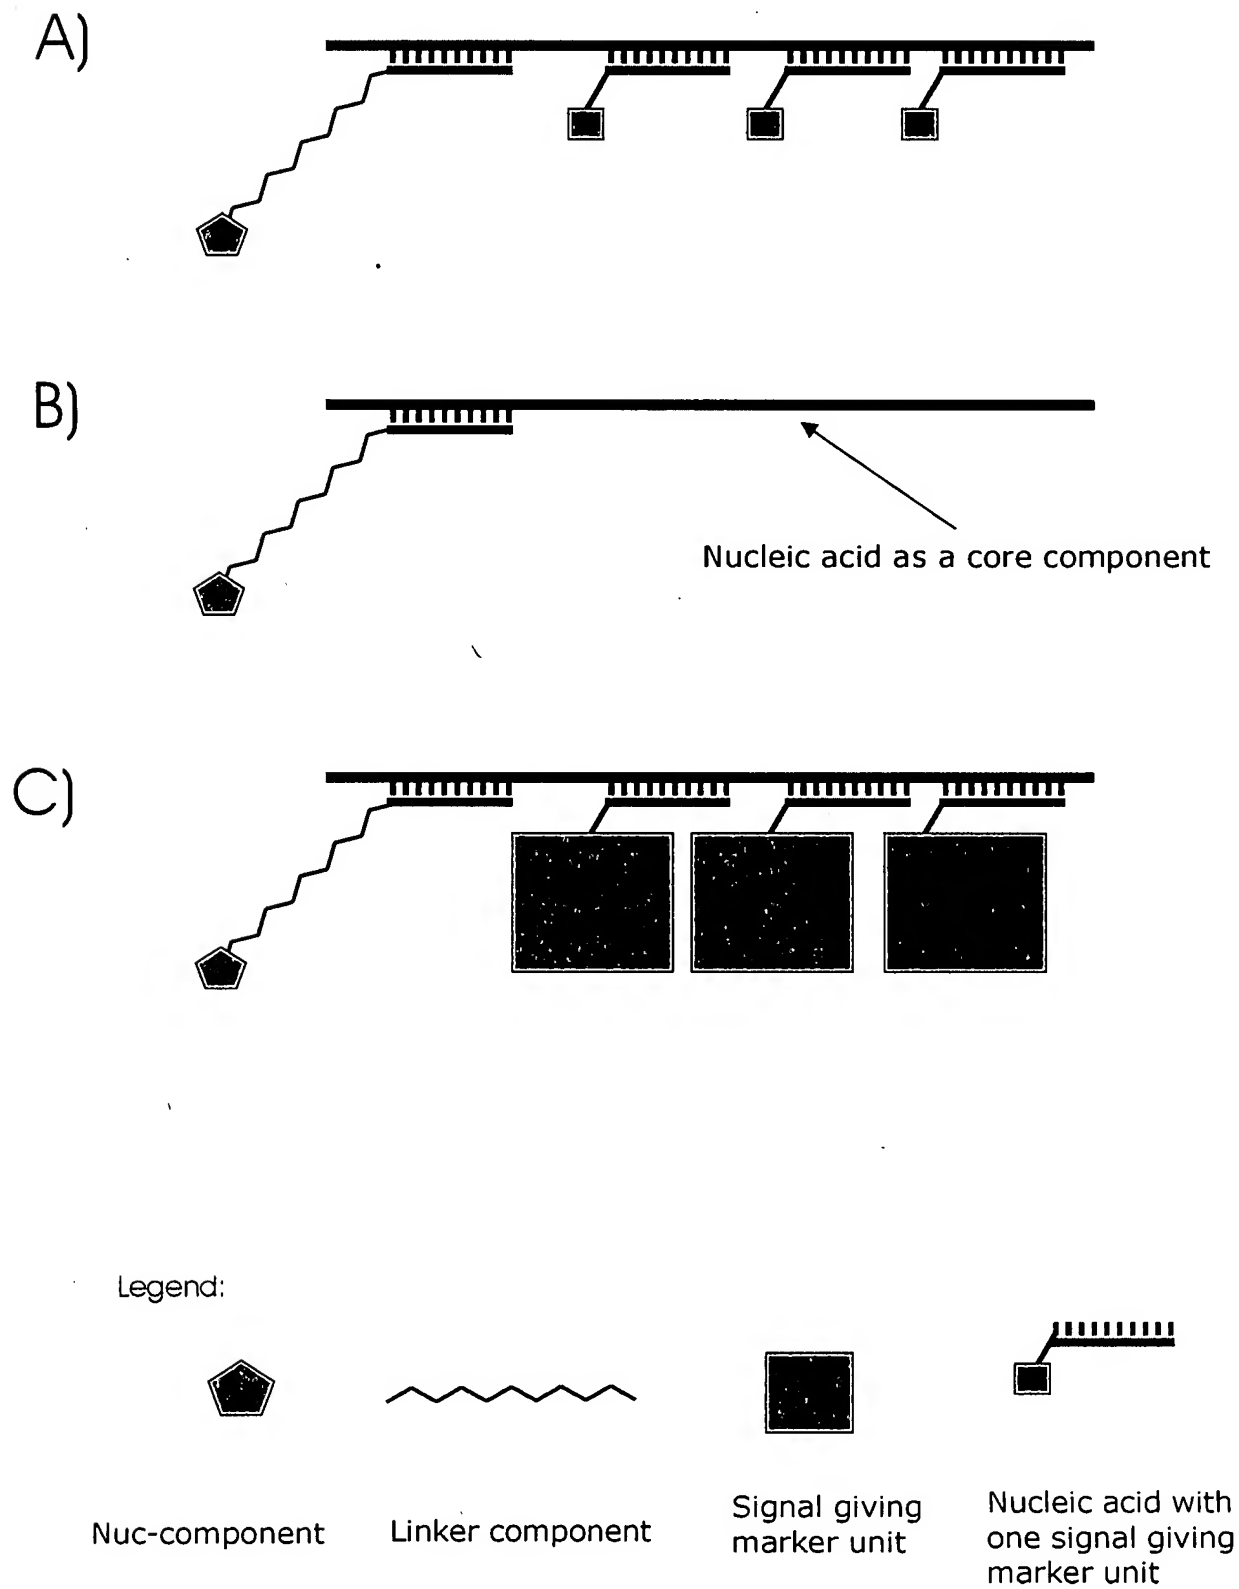 A)
B)
Nucleic acid as a core component
C)
Legend:
Nuc-component
Linker component
Signal giving
marker unit
Nucleic acid with
one signal giving
marker unit